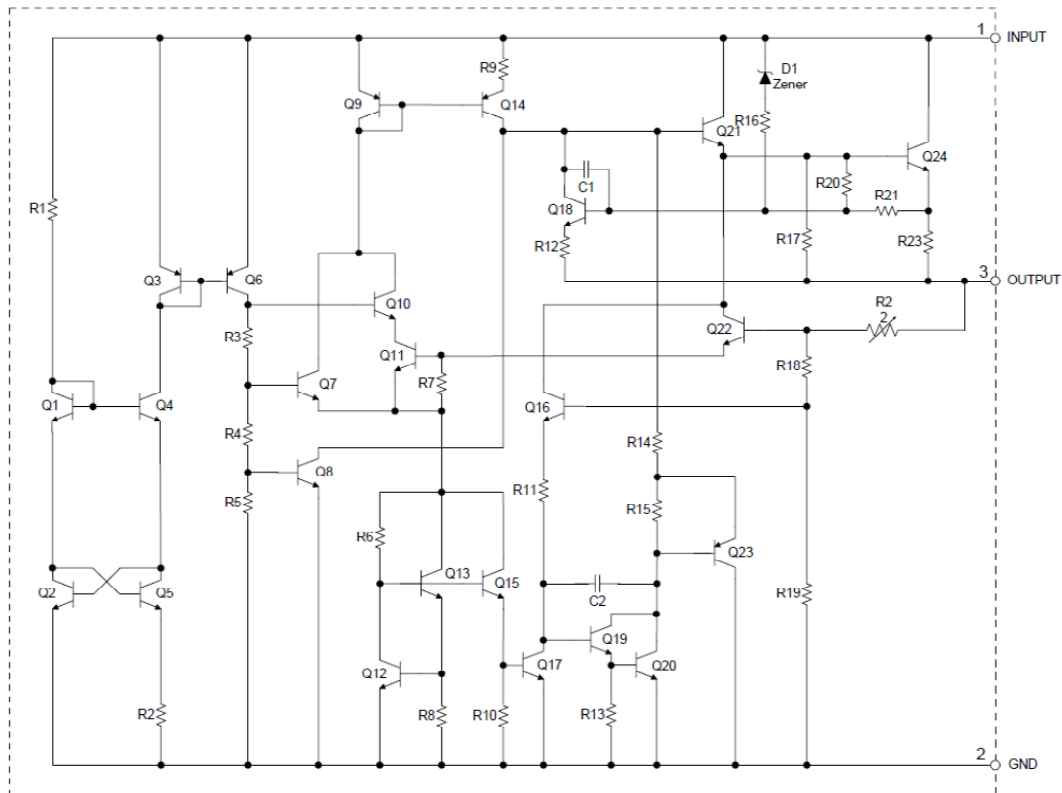 1 INPUT
R9
D1
Zener
Q9
Q14
Q21
R16
Q24
C1
R20
R21
R1
Q18
R12
R17
R23
Q3
Q6
3 OUTPUT
Q10
R2
2
R3
Q22
Q11
R18
Q7
R7
Q1
Q4
Q16
R4
R14
Q8
R11
R5
R15
R6
Q23
Q13
Q15
Q2
Q5
C2
R19
Q19
Q12
Q17
Q20
R2
R8
R10
R13
2 GND